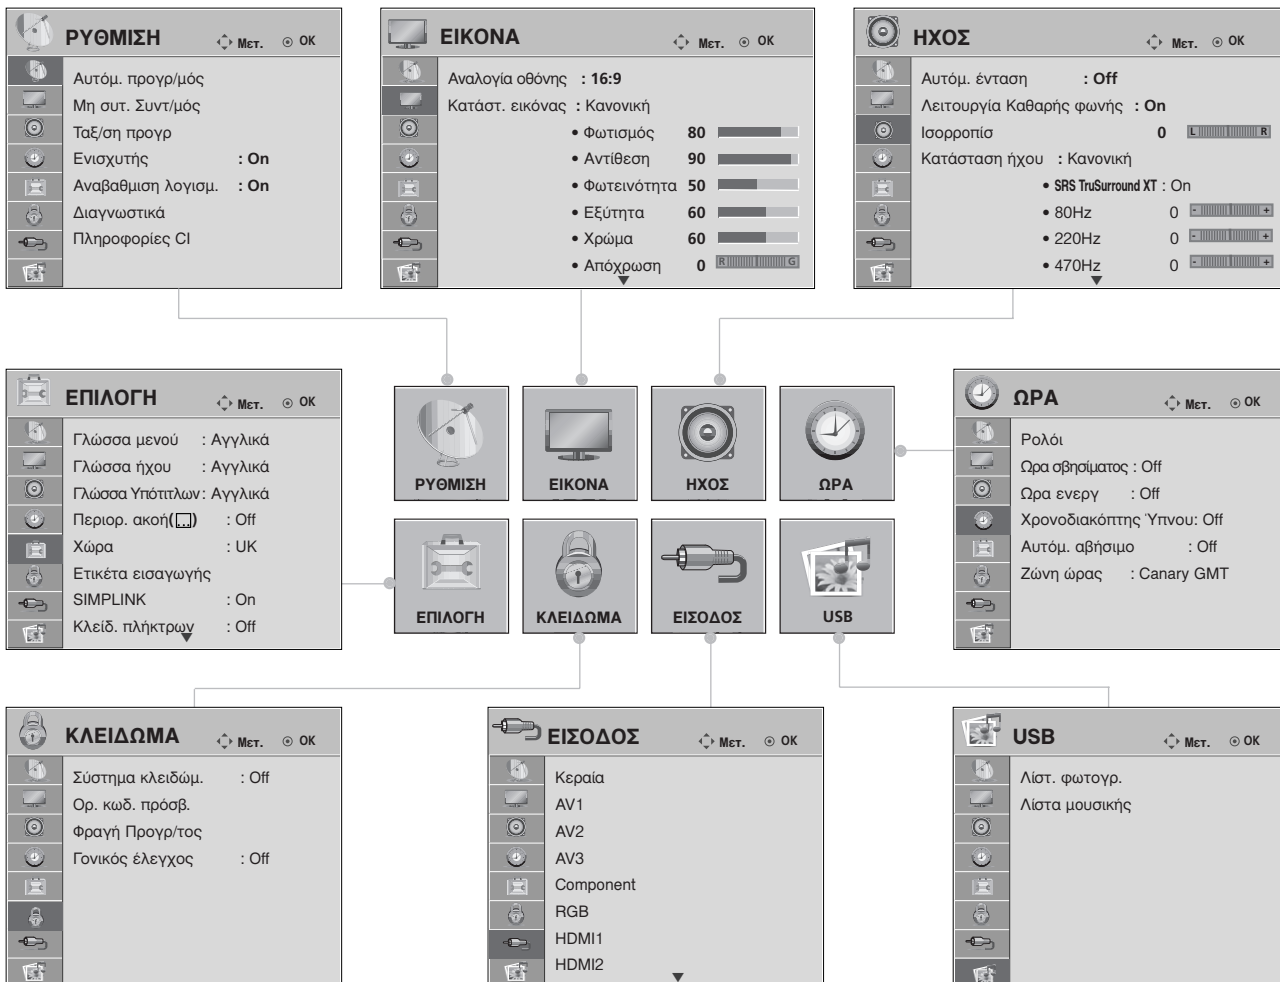 ΡΥΘΜΙΣΗ Μετ. OK
Αυτόμ. προγρ/μός
Μη συτ. Συντ/μός
Ταξ/ση προγρ
Ενισχυτής : On
Αναβαθμιση λογισμ. : On
Διαγνωστικά
Πληροφορίες CI
ΕΙΚΟΝΑ Μετ. OK
Αναλογία οθόνης : 16:9
Κατάστ. εικόνας : Κανονική
• Φωτισμός 80
• Αντίθεση 90
• Φωτεινότητα 50
• Εξύτητα 60
• Χρώμα 60
• Απόχρωση 0 R G
ΗΧΟΣ Μετ. OK
Αυτόμ. ένταση : Off
Λειτουργία Καθαρής φωνής : On
Ισορροπίσ 0 L R
Κατάσταση ήχου : Κανονική
• SRS TruSurround XT : On
• 80Hz 0 - +
• 220Hz 0 - +
• 470Hz 0 - +
ΕΠΙΛΟΓΗ Μετ. OK
Γλώσσα μενού : Αγγλικά
Γλώσσα ήχου : Αγγλικά
Γλώσσα Υπότιτλων : Αγγλικά
Περιορ. ακοή( ) : Off
Χώρα : UK
Ετικέτα εισαγωγής
SIMPLINK : On
Κλείδ. πλήκτρων : Off
ΡΥΘΜΙΣΗ
ΕΙΚΟΝΑ
ΗΧΟΣ
ΩΡΑ
ΕΠΙΛΟΓΗ
ΚΛΕΙΔΩΜΑ
ΕΙΣΟΔΟΣ
USB
ΩΡΑ Μετ. OK
Ρολόι
Ωρα σβησίματος : Off
Ωρα ενεργ : Off
Χρονοδιακόπτης Ύπνου: Off
Αυτόμ. αβήσιμο : Off
Ζώνη ώρας : Canary GMT
ΚΛΕΙΔΩΜΑ Μετ. OK
Σύστημα κλειδώμ. : Off
Ορ. κωδ. πρόσβ.
Φραγή Προγρ/τος
Γονικός έλεγχος : Off
ΕΙΣΟΔΟΣ Μετ. OK
Κεραία
AV1
AV2
AV3
Component
RGB
HDMI1
HDMI2
USB Μετ. OK
Λίστ. φωτογρ.
Λίστα μουσικής